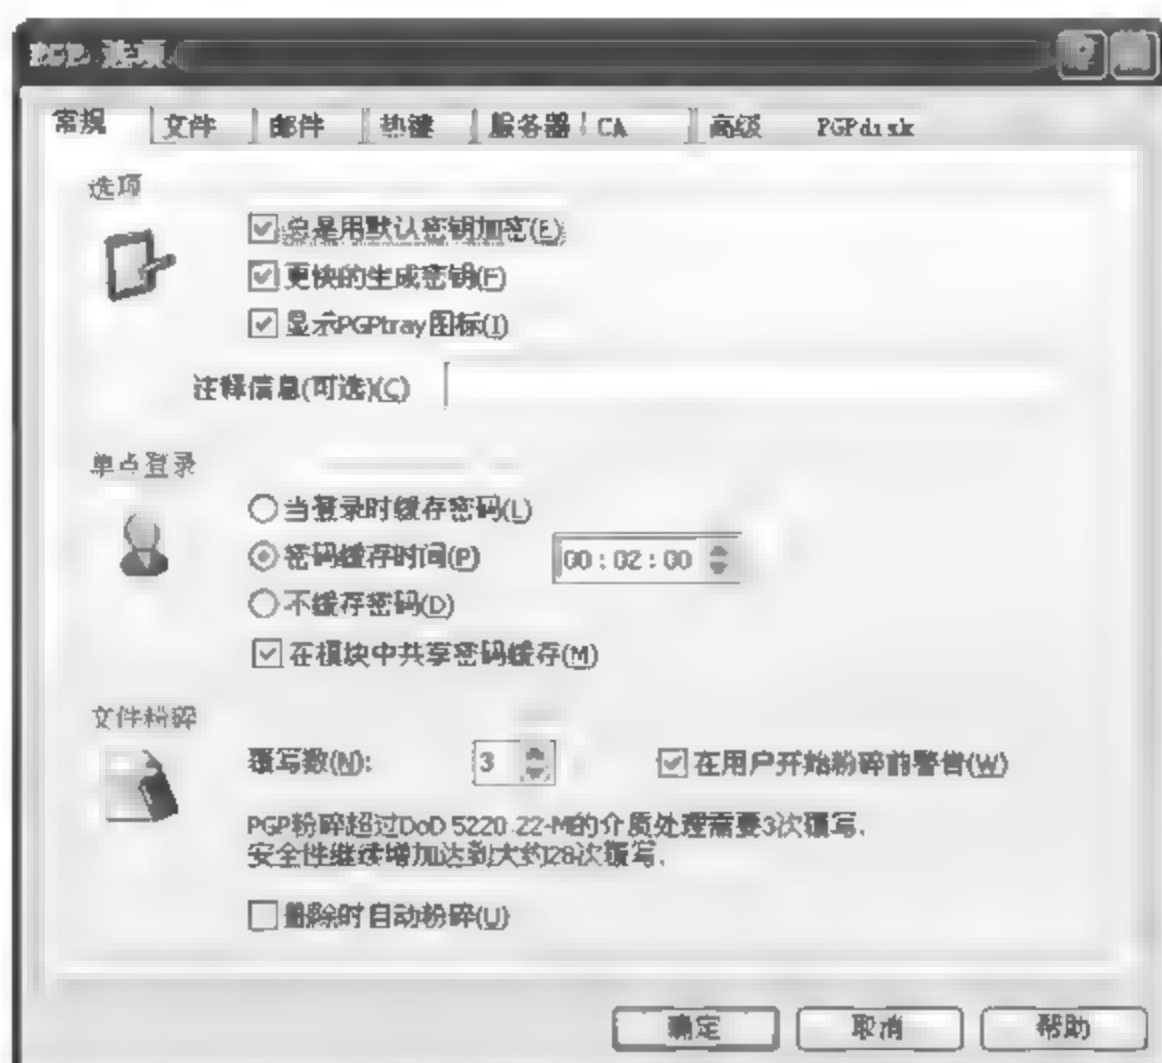 PGP 选项
常规 文件 邮件 热键 服务器 CA 高级 PGPdisk
选项
总是用默认密钥加密(E)
更快的生成密钥(F)
显示PGPtray图标(I)
注释信息(可选)(C)
单点登录
当登录时缓存密码(L)
密码缓存时间(P) 00:02:00
不缓存密码(D)
在模块中共享密码缓存(M)
文件粉碎
覆写数(N): 3 在用户开始粉碎前警告(W)
PGP粉碎超过DoD 5220.22-M的介质处理需要3次覆写.
安全性继续增加达到大约28次覆写.
删除时自动粉碎(U)
确定 取消 帮助